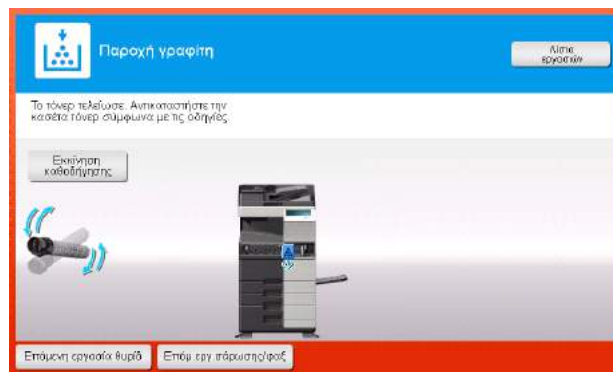 Παροχή γραφίτη
Λίστα
εργασιών
Το τόνερ τελείωσε. Αντικαταστήστε την
κασέτα τόνερ σύμφωνα με τις οδηγίες
Εκκίνηση
καθοδήγησης
Επόμενη εργασία θυρίδ
Επόμ.εργ σάρωσης/φαξ